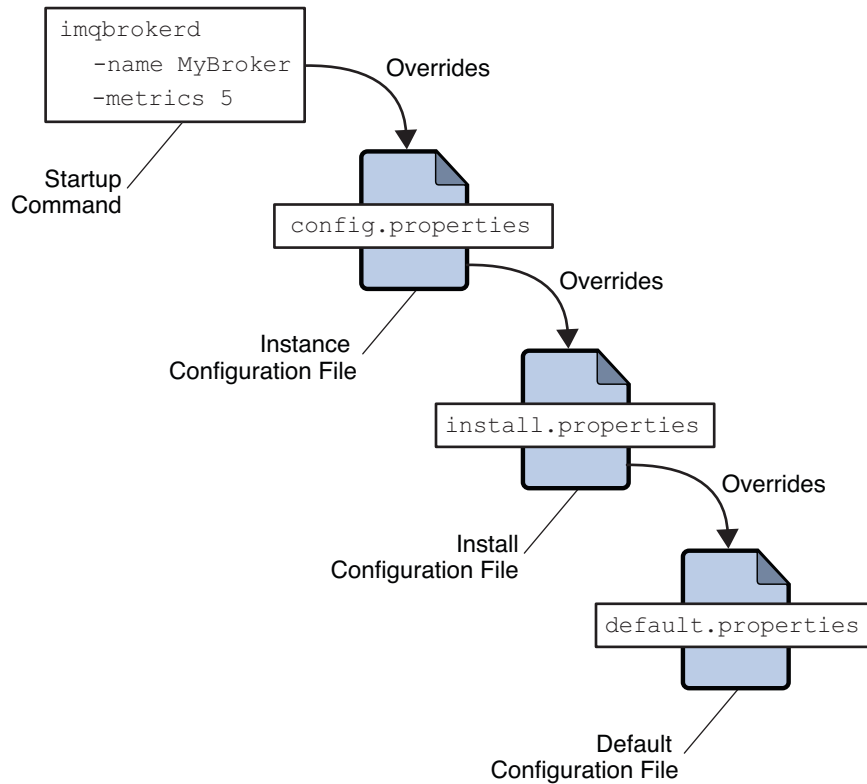 imqbrokerd
-name MyBroker
-metrics 5
Overrides
Startup
Command
config.properties
Overrides
Instance
Configuration File
install.properties
Overrides
Install
Configuration File
default.properties
Default
Configuration File